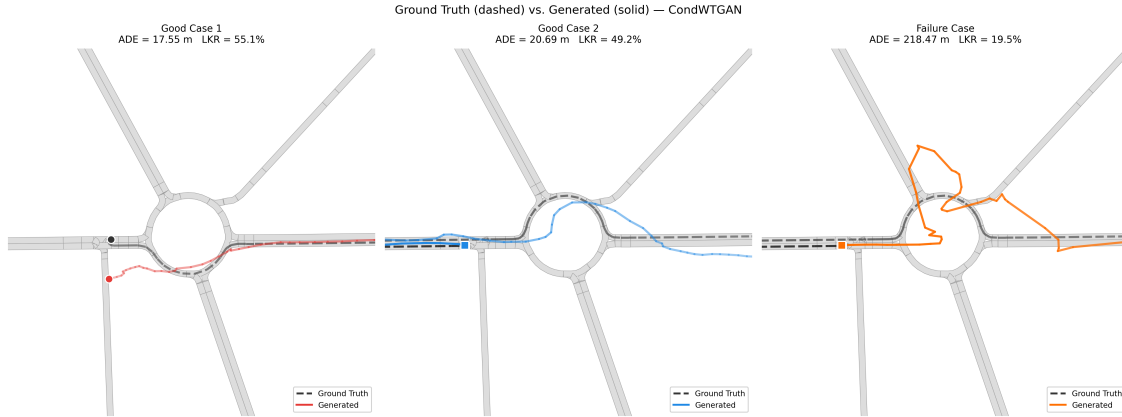 Ground Truth (dashed) vs. Generated (solid) — CondWTGAN
Good Case 1
ADE = 17.55 m   LKR = 55.1%
Good Case 2
ADE = 20.69 m   LKR = 49.2%
Failure Case
ADE = 218.47 m   LKR = 19.5%
Ground Truth
Generated
Ground Truth
Generated
Ground Truth
Generated